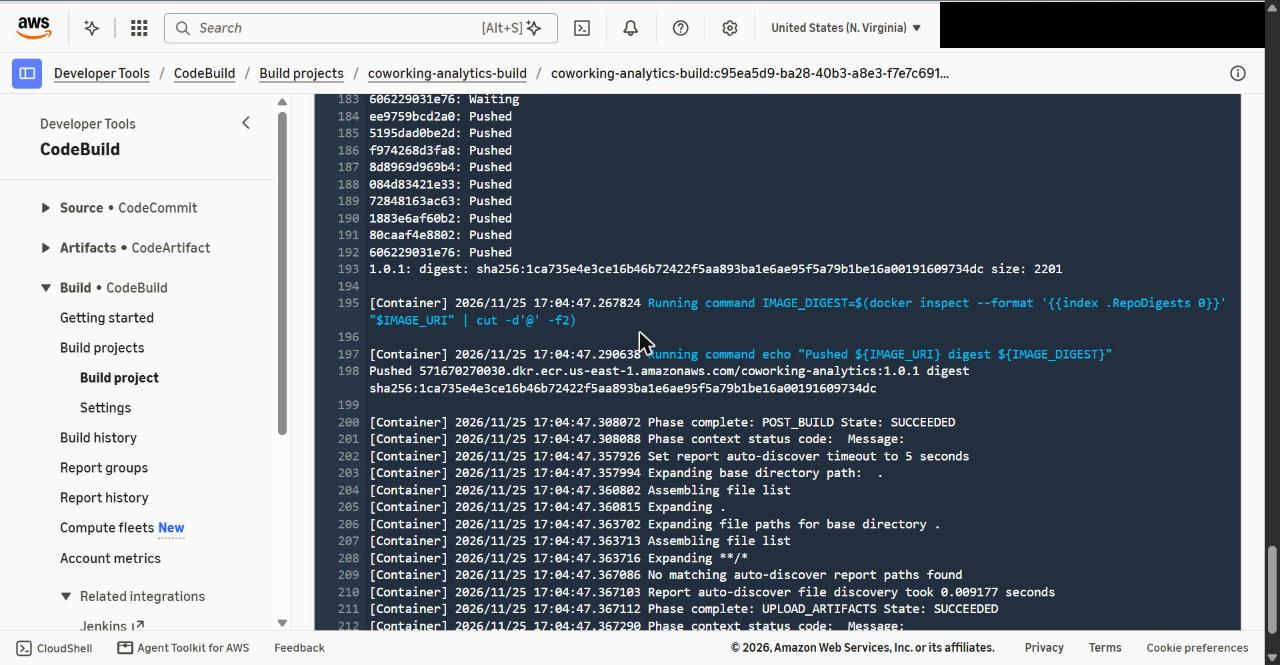 aws
Search [Alt+S]
United States (N. Virginia)
Developer Tools / CodeBuild / Build projects / coworking-analytics-build / coworking-analytics-build:c95ea5d9-ba28-40b3-a8e3-f7e7c691...
Developer Tools
CodeBuild
Source • CodeCommit
Artifacts • CodeArtifact
Build • CodeBuild
Getting started
Build projects
Build project
Settings
Build history
Report groups
Report history
Compute fleets New
Account metrics
Related integrations
Jenkins
183 606229031e76: Waiting
184 ee9759bcd2a0: Pushed
185 5195dad0be2d: Pushed
186 f974268d3fa8: Pushed
187 8d8969d969b4: Pushed
188 084d83421e33: Pushed
189 72848163ac63: Pushed
190 1883e6af60b2: Pushed
191 80caaf4e8802: Pushed
192 606229031e76: Pushed
193 1.0.1: digest: sha256:1ca735e4e3ce16b46b72422f5aa893ba1e6ae95f5a79b1be16a00191609734dc size: 2201
194
195 [Container] 2026/11/25 17:04:47.267824 Running command IMAGE_DIGEST=$(docker inspect --format '{{index .RepoDigests 0}}'
"$IMAGE_URI" | cut -d'@' -f2)
196
197 [Container] 2026/11/25 17:04:47.290638 Running command echo "Pushed ${IMAGE_URI} digest ${IMAGE_DIGEST}"
198 Pushed 571670270030.dkr.ecr.us-east-1.amazonaws.com/coworking-analytics:1.0.1 digest
sha256:1ca735e4e3ce16b46b72422f5aa893ba1e6ae95f5a79b1be16a00191609734dc
199
200 [Container] 2026/11/25 17:04:47.308072 Phase complete: POST_BUILD State: SUCCEEDED
201 [Container] 2026/11/25 17:04:47.308088 Phase context status code:  Message:
202 [Container] 2026/11/25 17:04:47.357926 Set report auto-discover timeout to 5 seconds
203 [Container] 2026/11/25 17:04:47.357994 Expanding base directory path:  .
204 [Container] 2026/11/25 17:04:47.360802 Assembling file list
205 [Container] 2026/11/25 17:04:47.360815 Expanding .
206 [Container] 2026/11/25 17:04:47.363702 Expanding file paths for base directory .
207 [Container] 2026/11/25 17:04:47.363713 Assembling file list
208 [Container] 2026/11/25 17:04:47.363716 Expanding **/*
209 [Container] 2026/11/25 17:04:47.367086 No matching auto-discover report paths found
210 [Container] 2026/11/25 17:04:47.367103 Report auto-discover file discovery took 0.009177 seconds
211 [Container] 2026/11/25 17:04:47.367112 Phase complete: UPLOAD_ARTIFACTS State: SUCCEEDED
212 [Container] 2026/11/25 17:04:47.367290 Phase context status code:  Message:
CloudShell
Agent Toolkit for AWS
Feedback
© 2026, Amazon Web Services, Inc. or its affiliates.
Privacy
Terms
Cookie preferences